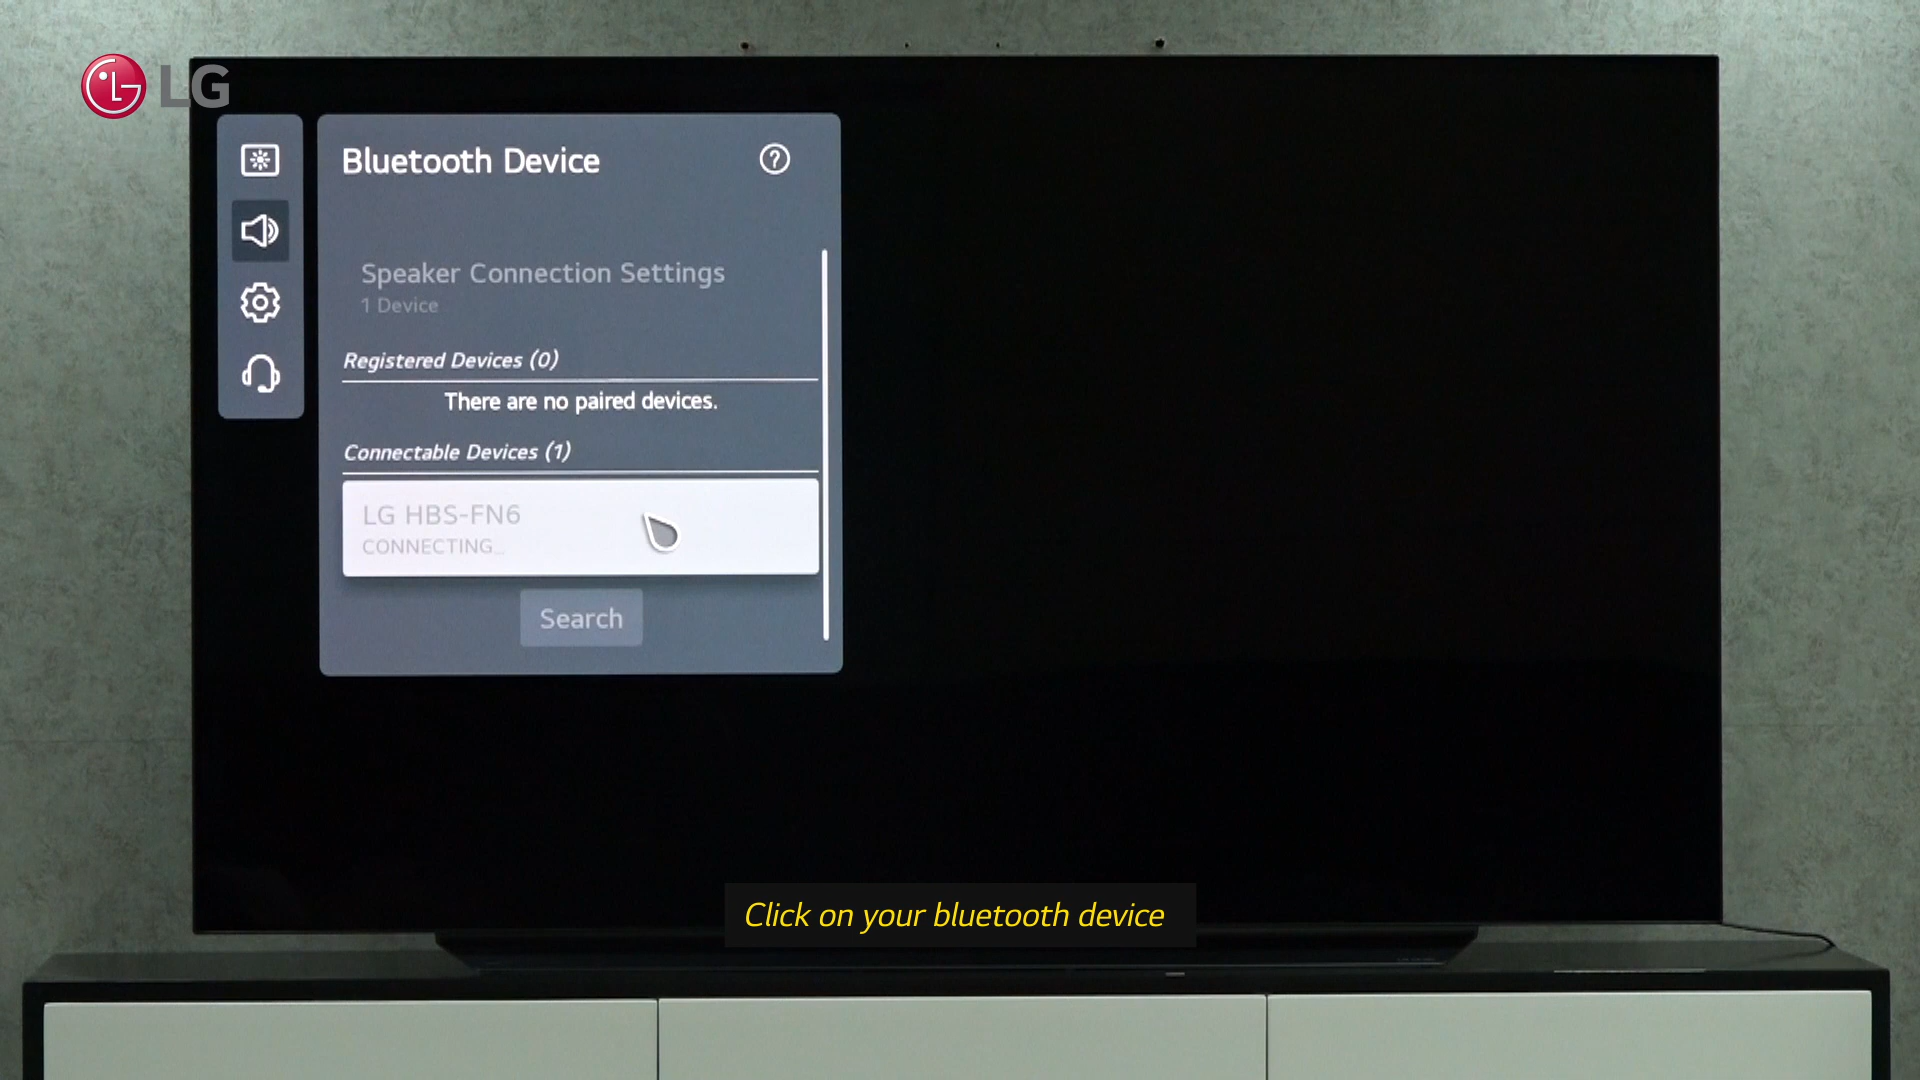 LG
Bluetooth Device
Speaker Connection Settings
1 Device
Registered Devices (0)
There are no paired devices.
Connectable Devices (1)
LG HBS-FN6
CONNECTING...
Search
Click on your bluetooth device